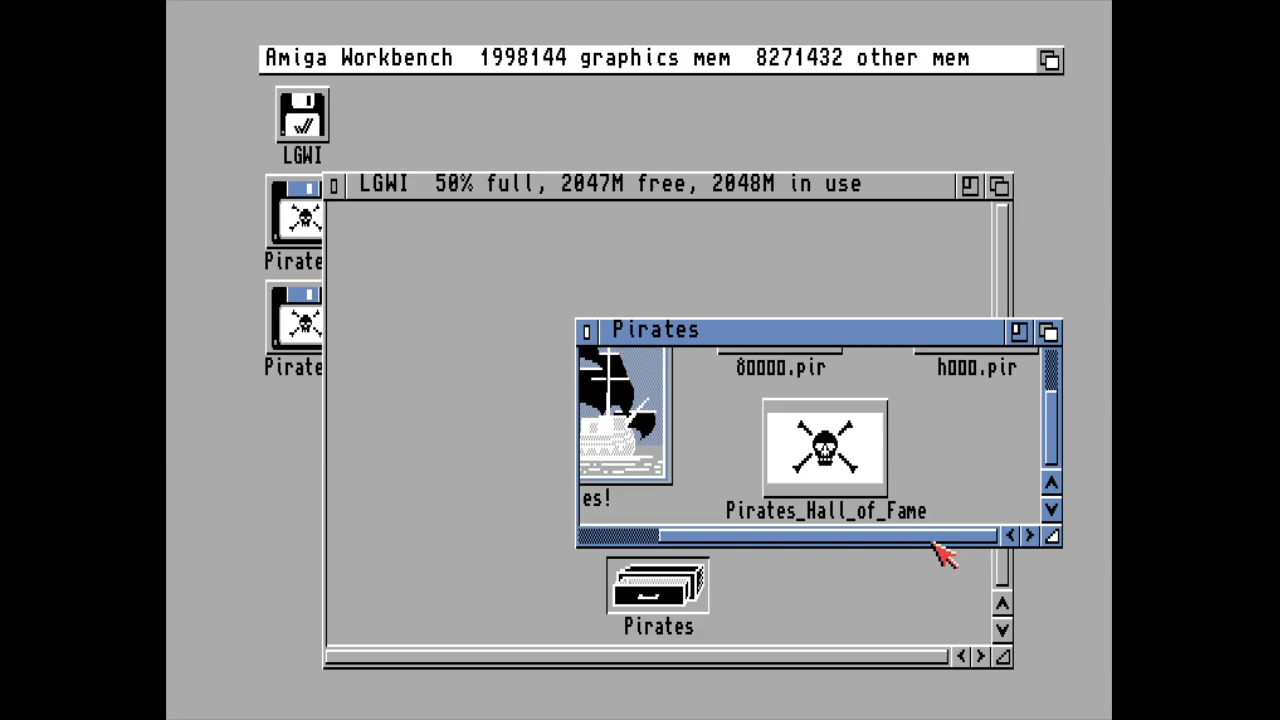 Amiga Workbench 1998144 graphics mem 8271432 other mem
LGWI
LGWI 50% full, 2047M free, 2048M in use
Pirate
Pirate
Pirates
80000.pir
h000.pir
es!
Pirates_Hall_of_Fame
Pirates